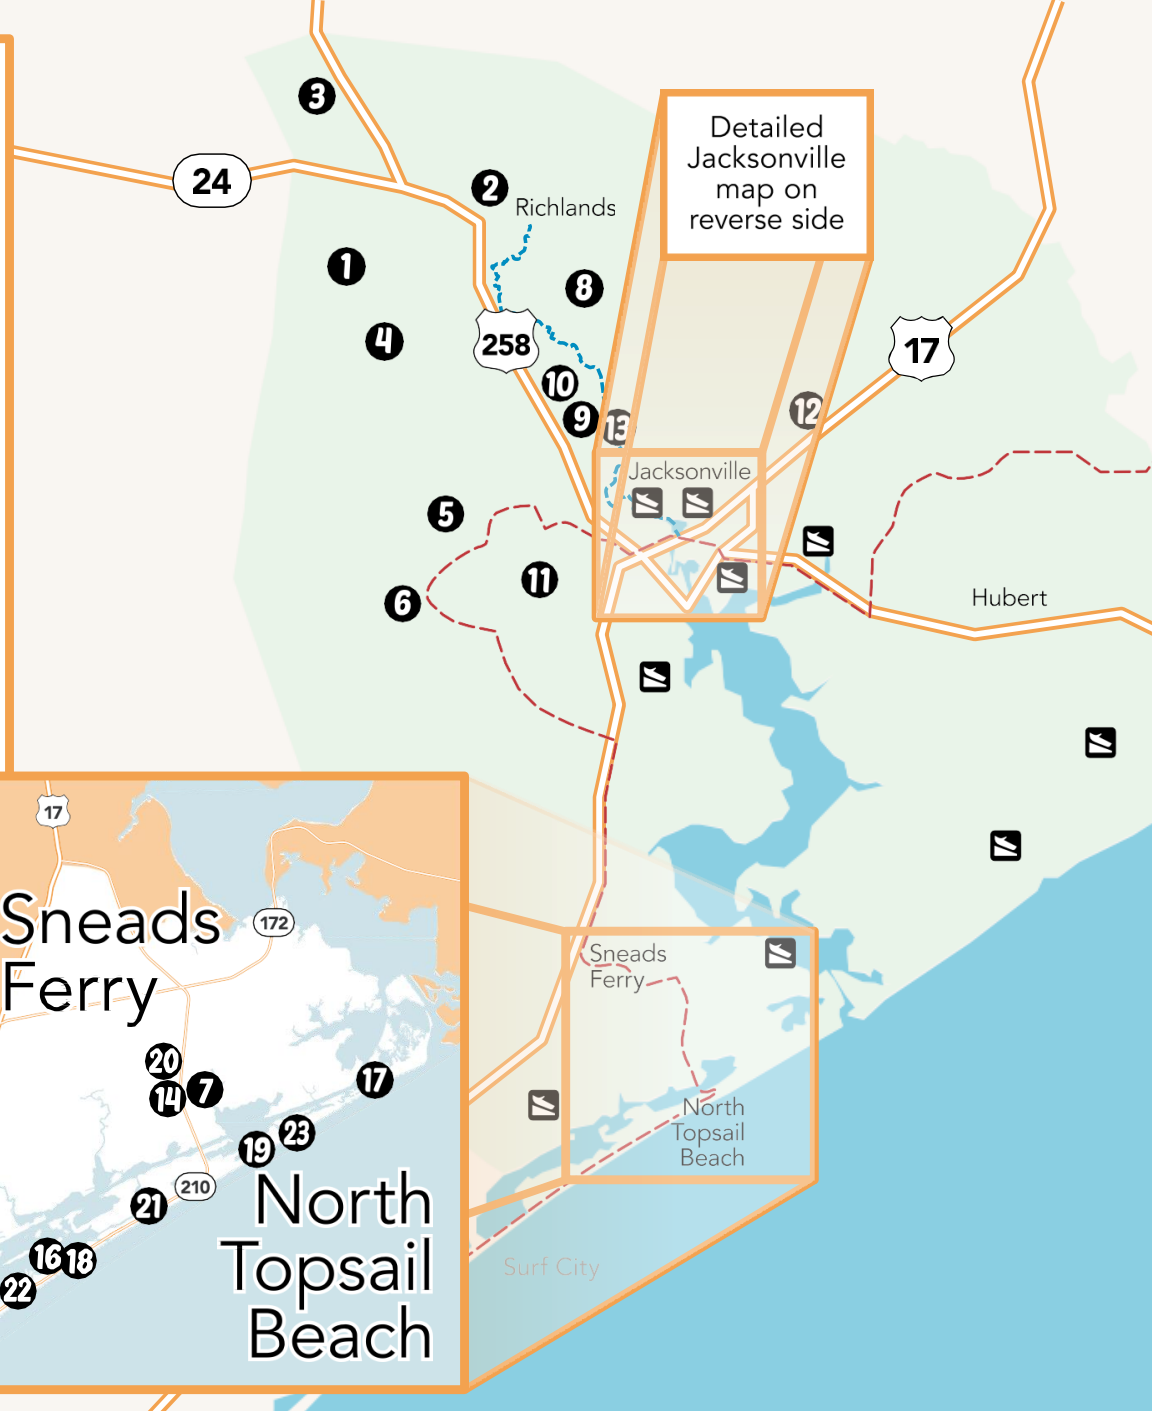 3
Detailed
Jacksonville
map on
reverse side
24
2
Richlands
1
8
4
258
17
10
9
13
12
Jacksonville
5
11
6
Hubert
17
Sneads
Ferry
172
Sneads
Ferry
20
14
7
17
North
Topsail
Beach
19
23
210
21
North
Topsail
Beach
16
18
22
Surf City